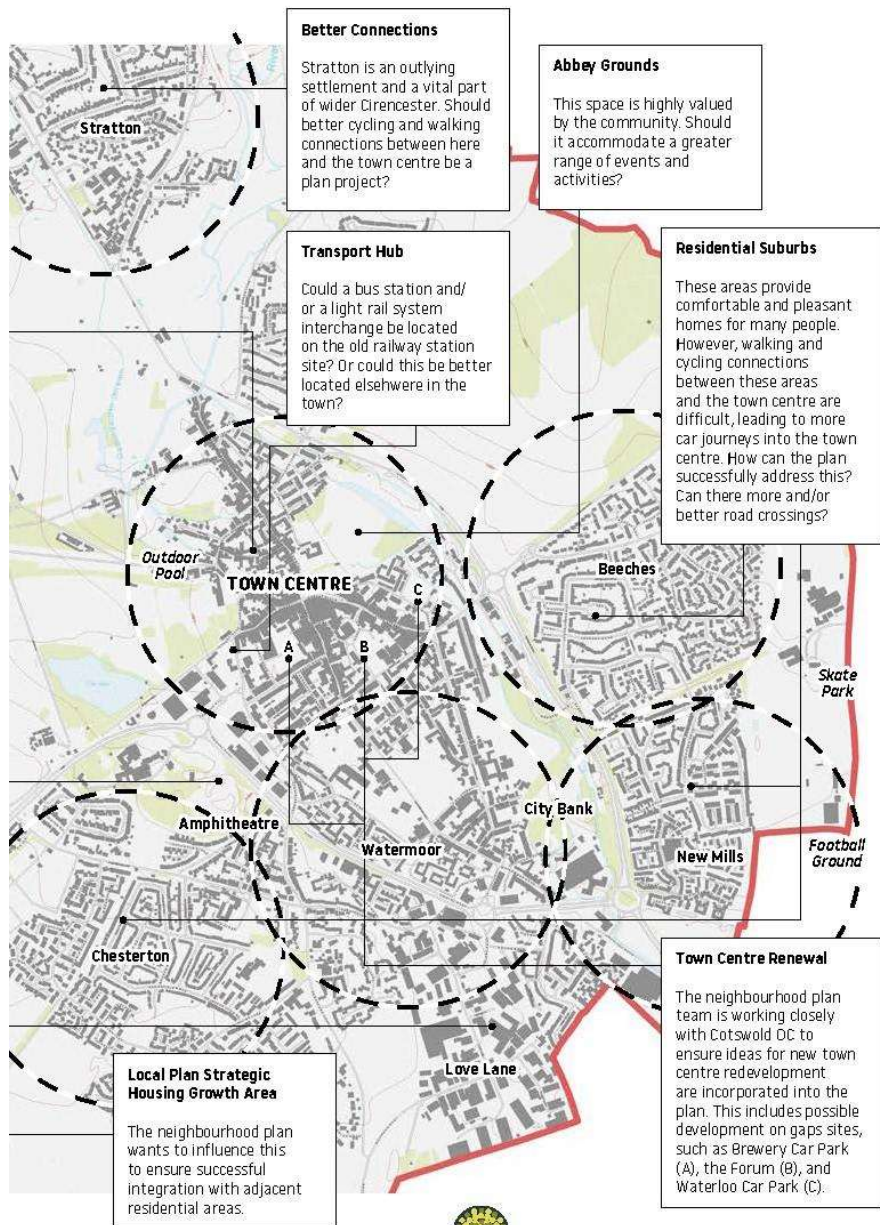 Better Connections
Stratton is an outlying
settlement and a vital part
of wider Cirencester. Should
better cycling and walking
connections between here
and the town centre be a
plan project?
Abbey Grounds
This space is highly valued
by the community. Should
it accommodate a greater
range of events and
activities?
Stratton
Transport Hub
Could a bus station and/
or a light rail system
interchange be located
on the old railway station
site? Or could this be better
located elsehwere in the
town?
Residential Suburbs
These areas provide
comfortable and pleasant
homes for many people.
However, walking and
cycling connections
between these areas
and the town centre are
difficult, leading to more
car journeys into the town
centre. How can the plan
successfully address this?
Can there more and/or
better road crossings?
Outdoor
Pool
TOWN CENTRE
Beeches
C
A
B
Skate
Park
Amphitheatre
City Bank
Watermoor
New Mills
Football
Ground
Chesterton
Love Lane
Town Centre Renewal
The neighbourhood plan
team is working closely
with Cotswold DC to
ensure ideas for new town
centre redevelopment
are incorporated into the
plan. This includes possible
development on gaps sites,
such as Brewery Car Park
(A), the Forum (B), and
Waterloo Car Park (C).
Local Plan Strategic
Housing Growth Area
The neighbourhood plan
wants to influence this
to ensure successful
integration with adjacent
residential areas.